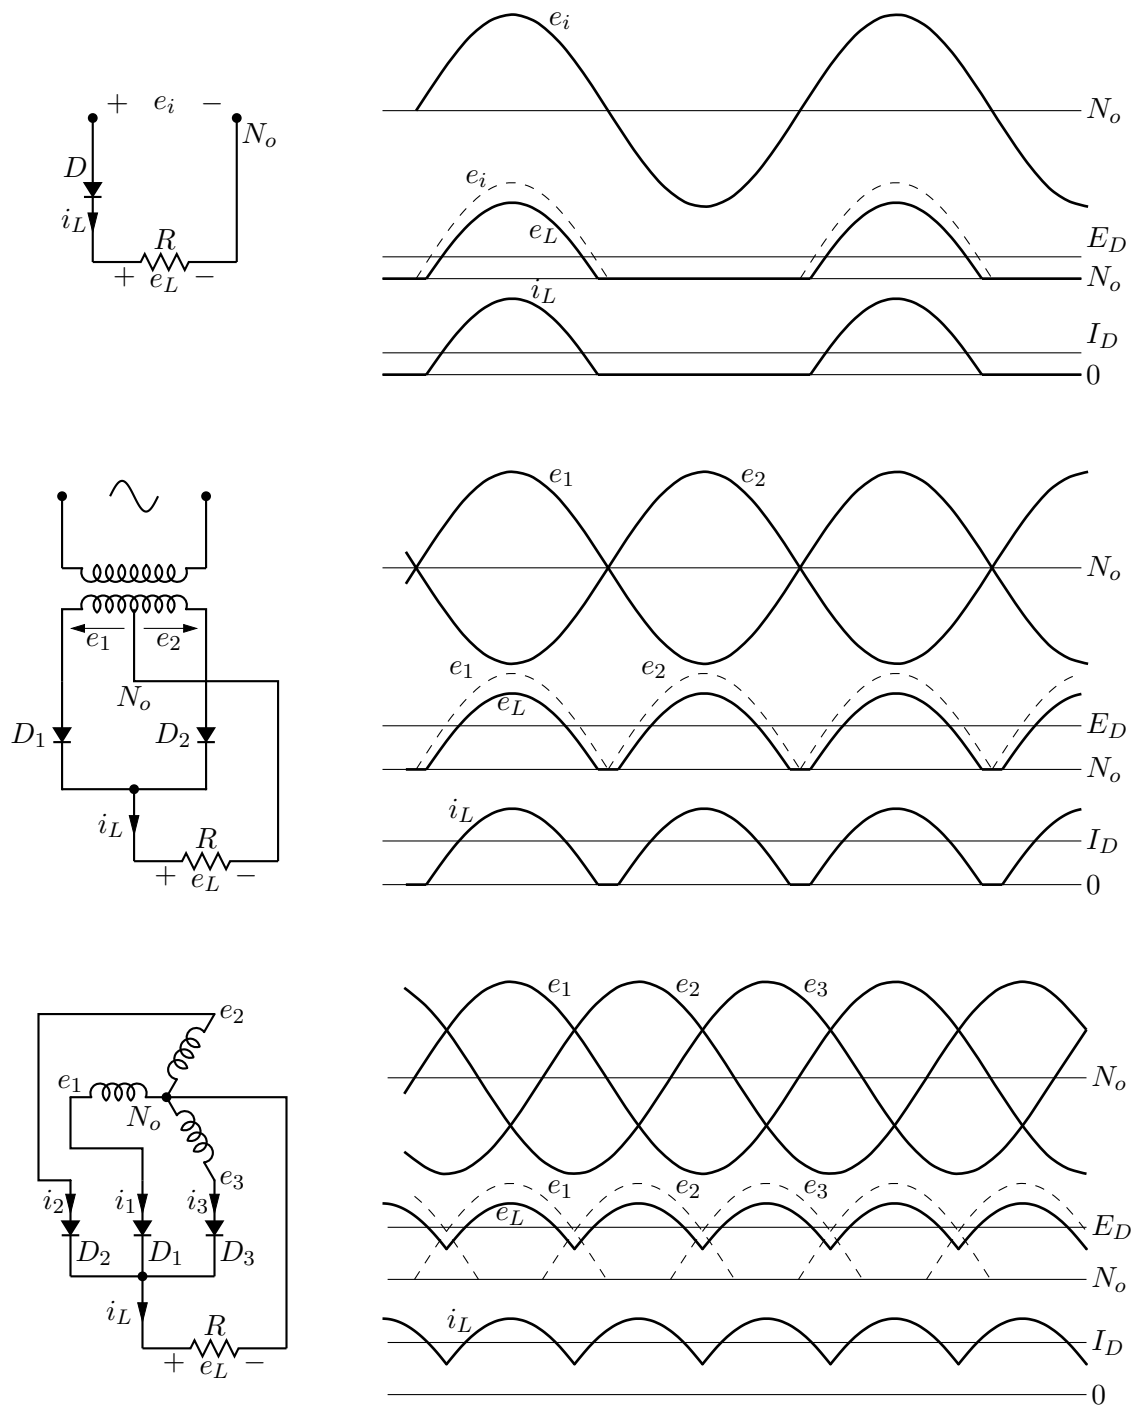 + e_i −
N_o
D
i_L
R
+ e_L −
e_i
N_o
e_i
e_L
E_D
N_o
i_L
I_D
0
e_1 e_2
N_o
D_1 D_2
i_L
R
+ e_L −
e_1 e_2
N_o
e_1 e_2
e_L
E_D
N_o
i_L
I_D
0
e_2
e_1
N_o
e_3
i_2 i_1 i_3
D_2 D_1 D_3
i_L
R
+ e_L −
e_1 e_2 e_3
N_o
e_1 e_2 e_3
e_L
E_D
N_o
i_L
I_D
0